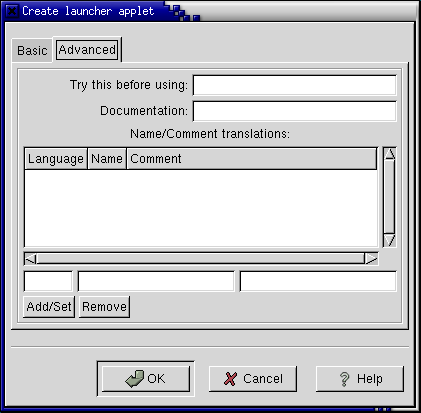 Create launcher applet
Basic Advanced
Try this before using:
Documentation:
Name/Comment translations:
Language Name Comment
Add/Set Remove
OK Cancel Help